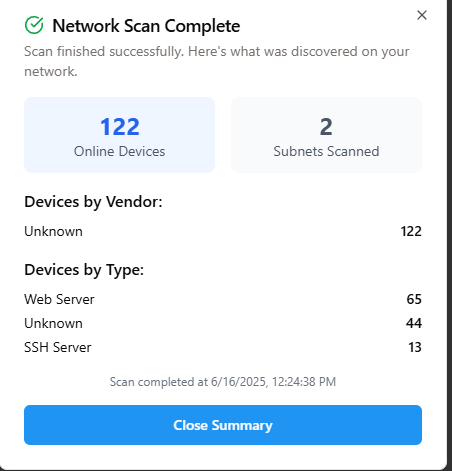 Network Scan Complete
Scan finished successfully. Here's what was discovered on your
network.
122
Online Devices
2
Subnets Scanned
Devices by Vendor:
Unknown 122
Devices by Type:
Web Server 65
Unknown 44
SSH Server 13
Scan completed at 6/16/2025, 12:24:38 PM
Close Summary